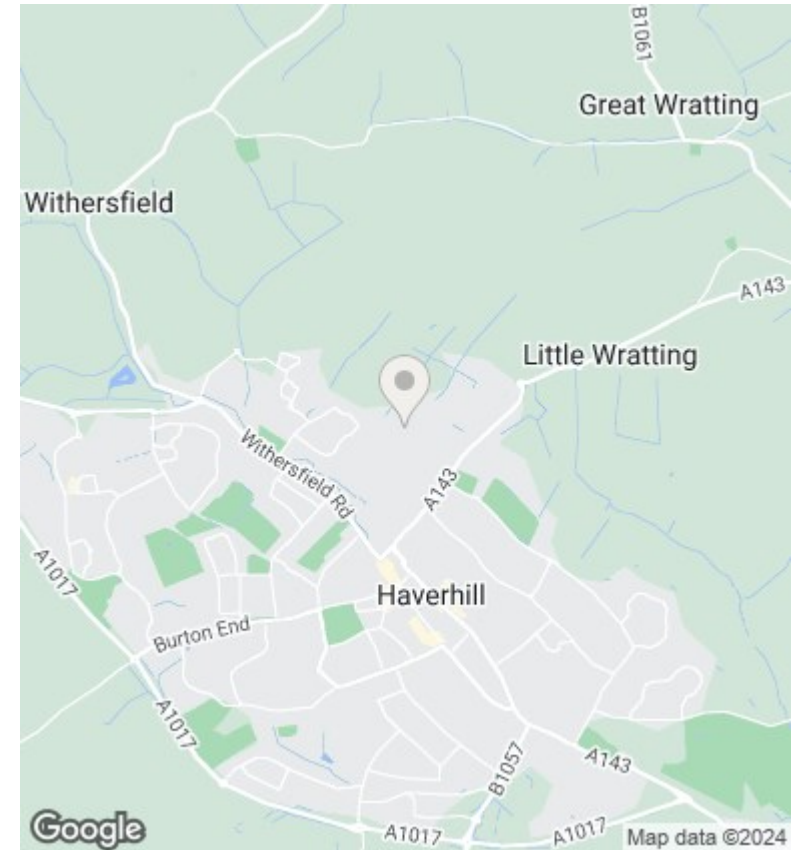 B1061
Great Wratting
Withersfield
A143
Little Wratting
Withersfield Rd
A143
A1017
Haverhill
Burton End
A1017
A143
B1057
A1017
A1017
Google
Map data ©2024